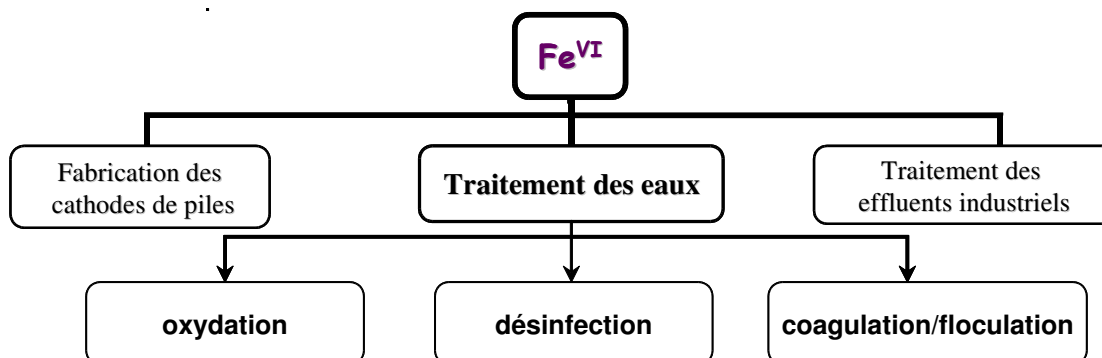 Fe^VI
Fabrication des
cathodes de piles
Traitement des eaux
Traitement des
effluents industriels
oxydation
désinfection
coagulation/floculation